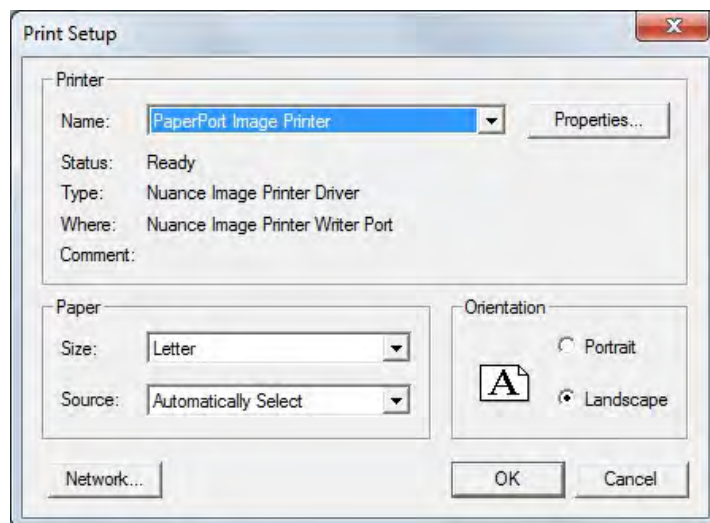 Print Setup
Printer
Name: PaperPort Image Printer Properties...
Status: Ready
Type: Nuance Image Printer Driver
Where: Nuance Image Printer Writer Port
Comment:
Paper
Size: Letter
Source: Automatically Select
Orientation
A
Portrait
Landscape
Network... OK Cancel